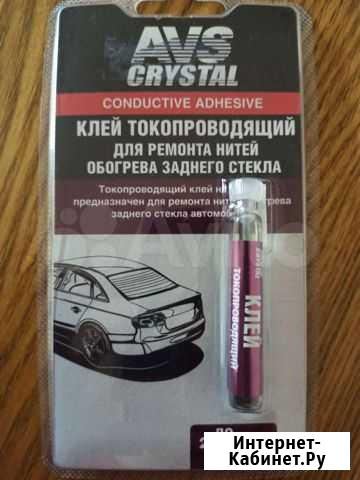 AVS
CRYSTAL
CONDUCTIVE ADHESIVE
КЛЕЙ ТОКОПРОВОДЯЩИЙ
ДЛЯ РЕМОНТА НИТЕЙ
ОБОГРЕВА ЗАДНЕГО СТЕКЛА
Токопроводящий клей
предназначен для ремонта
заднего стекла
КЛЕЙ
ТОКОПРОВОДЯЩИЙ
ДО
Интернет-
Кабинет.Ру